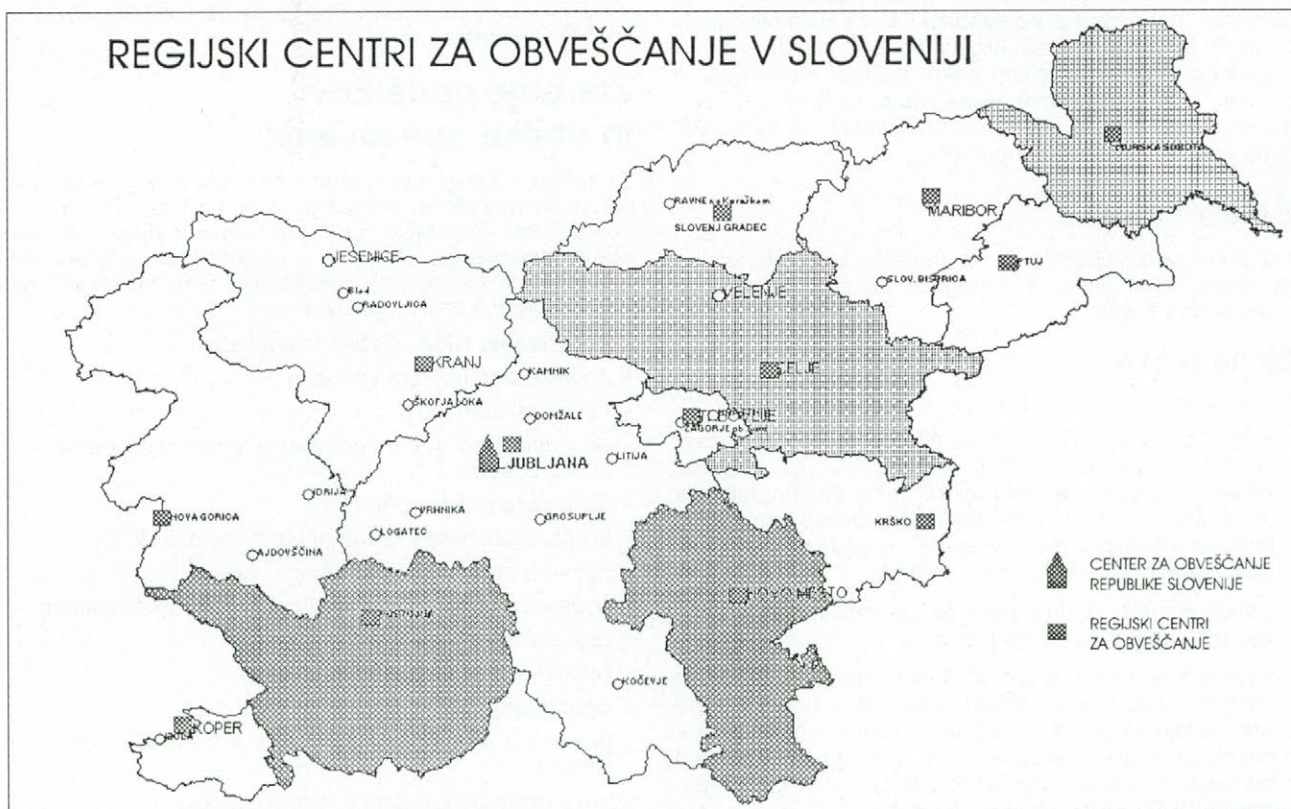 REGIJSKI CENTRI ZA OBVEŠČANJE V SLOVENIJI
MURSKA SOBOTA
RAVNE na Koroškem
SLOVENJ GRADEC
MARIBOR
PTUJ
JESENICE
BLED
RADOVLJICA
VELENJE
SLOV. BISTRICA
KRANJ
KAMNIK
CELJE
ŠKOFJA LOKA
DOMŽALE
TRBOVLJE
ZAGORJE ob Savi
LJUBLJANA
LITIJA
IDRIJA
NOVA GORICA
VRHNIKA
LOGATEC
GROSUPLJE
KRŠKO
AJDOVŠČINA
CENTER ZA OBVEŠČANJE
REPUBLIKE SLOVENIJE
POSTOJNA
NOVO MESTO
REGIJSKI CENTRI
ZA OBVEŠČANJE
KOČEVJE
KOPER